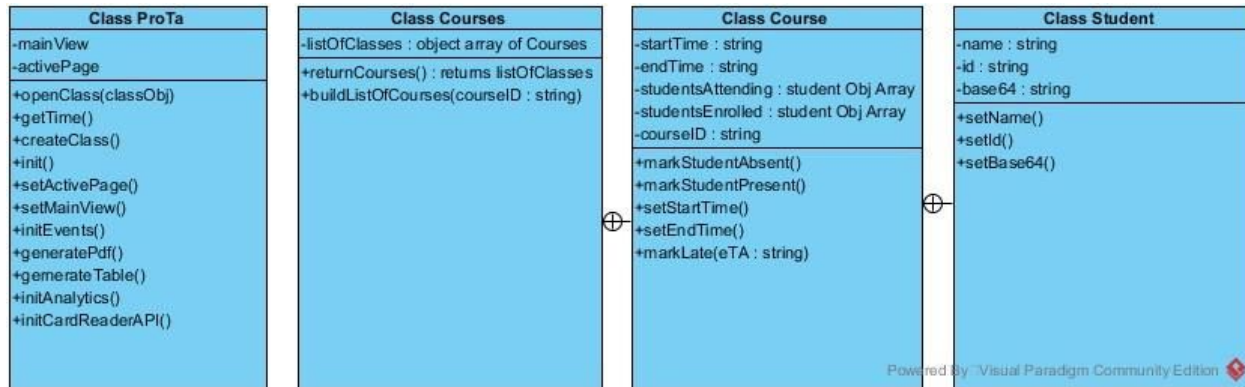 Class ProTa
-mainView
-activePage
+openClass(classObj)
+getTime()
+createClass()
+init()
+setActivePage()
+setMainView()
+initEvents()
+generatePdf()
+gemerateTable()
+initAnalytics()
+initCardReaderAPI()
Class Courses
-listOfClasses : object array of Courses
+returnCourses() : returns listOfClasses
+buildListOfCourses(courseID : string)
Class Course
-startTime : string
-endTime : string
-studentsAttending : student Obj Array
-studentsEnrolled : student Obj Array
-courseID : string
+markStudentAbsent()
+markStudentPresent()
+setStartTime()
+setEndTime()
+markLate(eTA : string)
Class Student
-name : string
-id : string
-base64 : string
+setName()
+setId()
+setBase64()
Powered By Visual Paradigm Community Edition